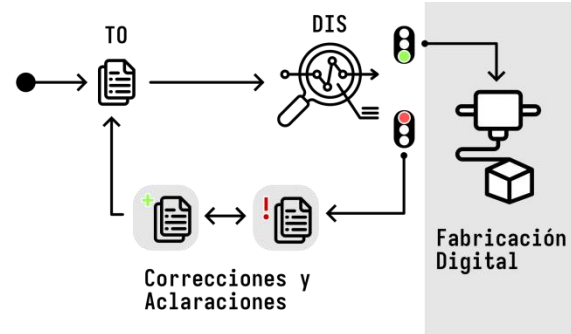 TO
DIS
Fabricación
Digital
Correcciones y
Aclaraciones